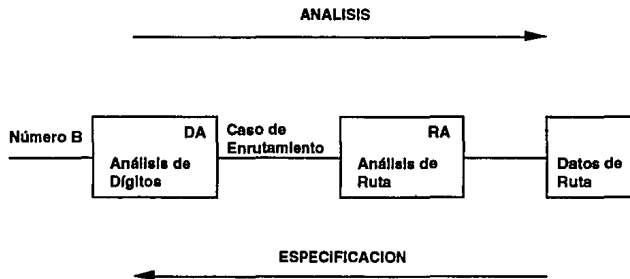 ANALISIS
Número B
DA
Análisis de
Dígitos
Caso de
Enrutamiento
RA
Análisis de
Ruta
Datos de
Ruta
ESPECIFICACION